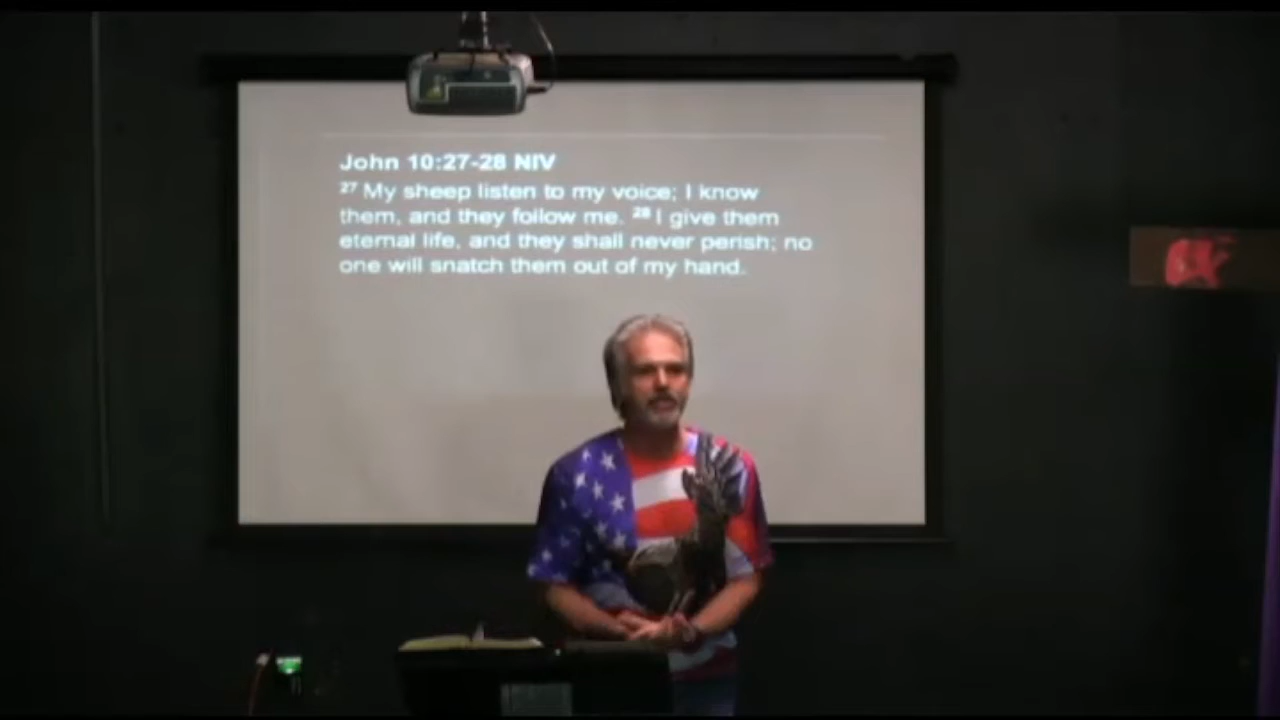 John 10:27-28 NIV
27 My sheep listen to my voice; I know
them, and they follow me. 28 I give them
eternal life, and they shall never perish; no
one will snatch them out of my hand.